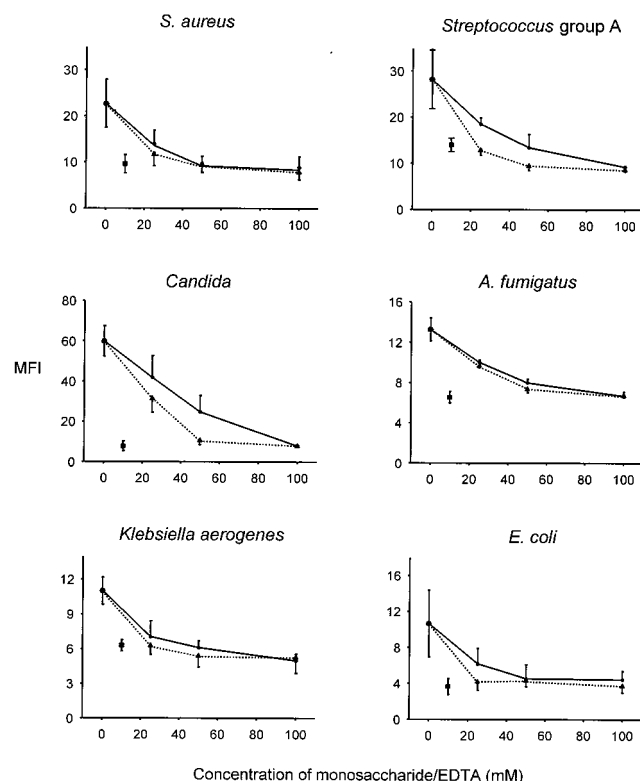 S. aureus
30
20
10
0
0 20 40 60 80 100
Streptococcus group A
30
20
10
0
0 20 40 60 80 100
Candida
MFI
80
60
40
20
0
0 20 40 60 80 100
A. fumigatus
16
12
8
4
0
0 20 40 60 80 100
Klebsiella aerogenes
12
9
6
3
0
0 20 40 60 80 100
E. coli
16
12
8
4
0
0 20 40 60 80 100
Concentration of monosaccharide/EDTA (mM)